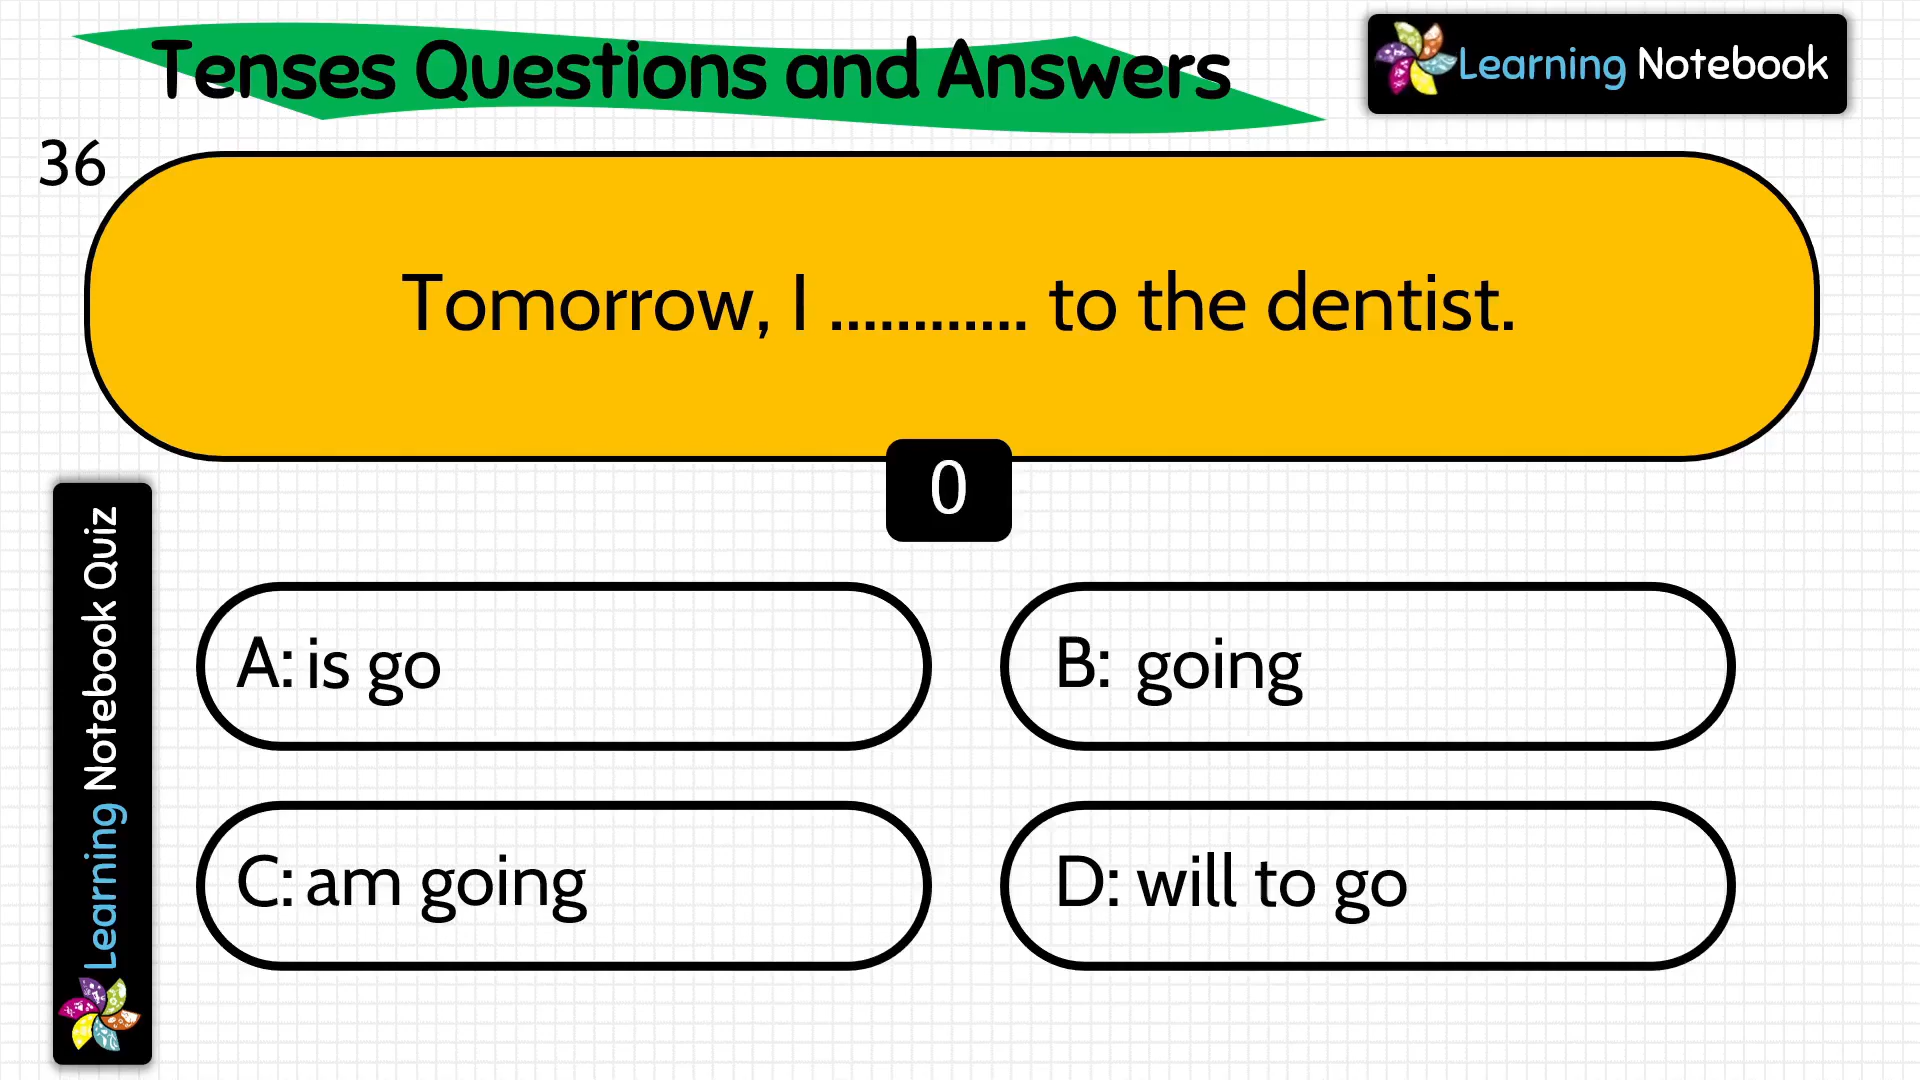 Tenses Questions and Answers
Learning Notebook
36
Tomorrow, I ............ to the dentist.
0
A: is go
B: going
C: am going
D: will to go
Learning Notebook Quiz